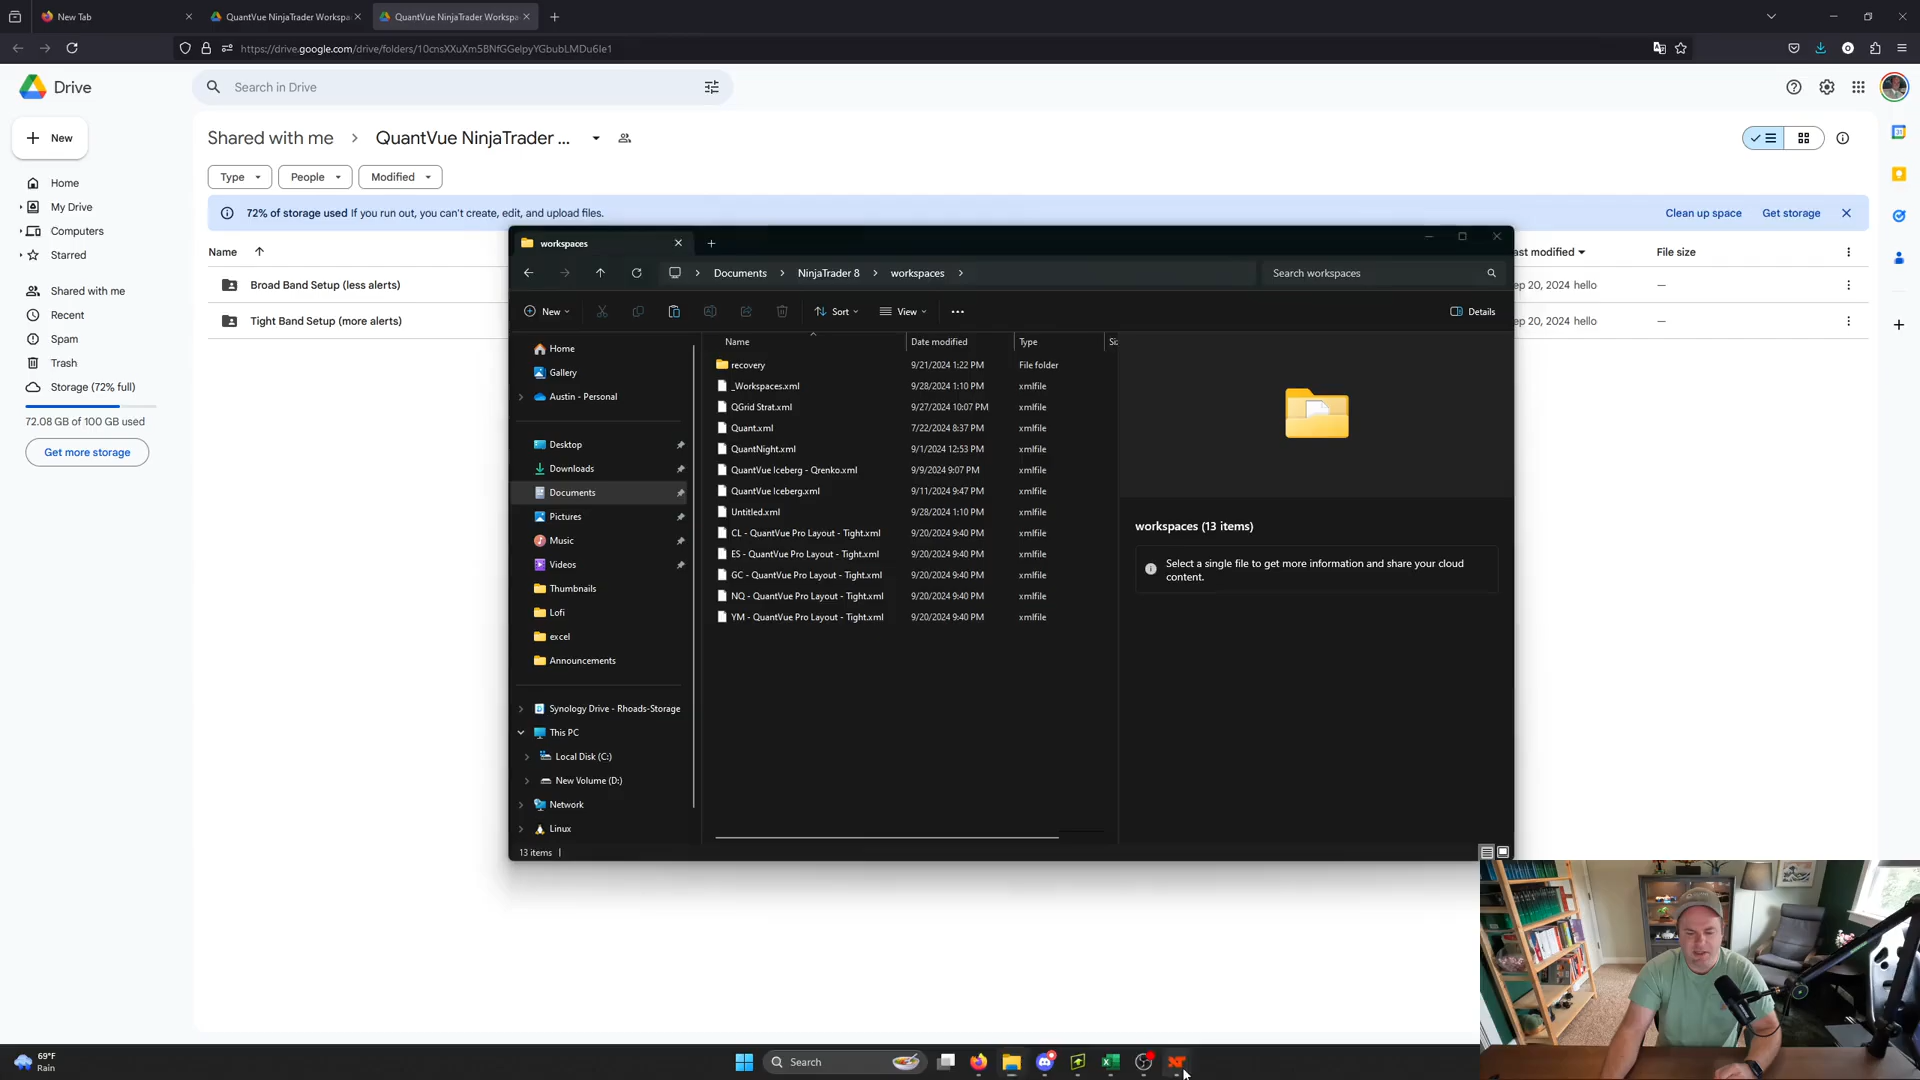 New Tab
QuantVue NinjaTrader Workspa
QuantVue NinjaTrader Workspa
https://drive.google.com/drive/folders/10cnsXXuXm5BNfGGelpyYGbubLMDu6Ie1
Drive
Search in Drive
New
Shared with me
QuantVue NinjaTrader ...
Type
People
Modified
72% of storage used If you run out, you can't create, edit, and upload files.
Clean up space
Get storage
Home
My Drive
Computers
Starred
Shared with me
Recent
Spam
Trash
Storage (72% full)
72.08 GB of 100 GB used
Get more storage
Name
ast modified
File size
Broad Band Setup (less alerts)
ep 20, 2024 hello
—
Tight Band Setup (more alerts)
ep 20, 2024 hello
—
workspaces
Documents
NinjaTrader 8
workspaces
Search workspaces
New
Sort
View
Details
Home
Gallery
Austin - Personal
Desktop
Downloads
Documents
Pictures
Music
Videos
Thumbnails
Lofi
excel
Announcements
Synology Drive - Rhoads-Storage
This PC
Local Disk (C:)
New Volume (D:)
Network
Linux
Name Date modified Type Siz
recovery 9/21/2024 1:22 PM File folder
_Workspaces.xml 9/28/2024 1:10 PM xmlfile
QGrid Strat.xml 9/27/2024 10:07 PM xmlfile
Quant.xml 7/22/2024 8:37 PM xmlfile
QuantNight.xml 9/1/2024 12:53 PM xmlfile
QuantVue Iceberg - Qrenko.xml 9/9/2024 9:07 PM xmlfile
QuantVue Iceberg.xml 9/11/2024 9:47 PM xmlfile
Untitled.xml 9/28/2024 1:10 PM xmlfile
CL - QuantVue Pro Layout - Tight.xml 9/20/2024 9:40 PM xmlfile
ES - QuantVue Pro Layout - Tight.xml 9/20/2024 9:40 PM xmlfile
GC - QuantVue Pro Layout - Tight.xml 9/20/2024 9:40 PM xmlfile
NQ - QuantVue Pro Layout - Tight.xml 9/20/2024 9:40 PM xmlfile
YM - QuantVue Pro Layout - Tight.xml 9/20/2024 9:40 PM xmlfile
workspaces (13 items)
Select a single file to get more information and share your cloud
content.
13 items
69°F
Rain
Search